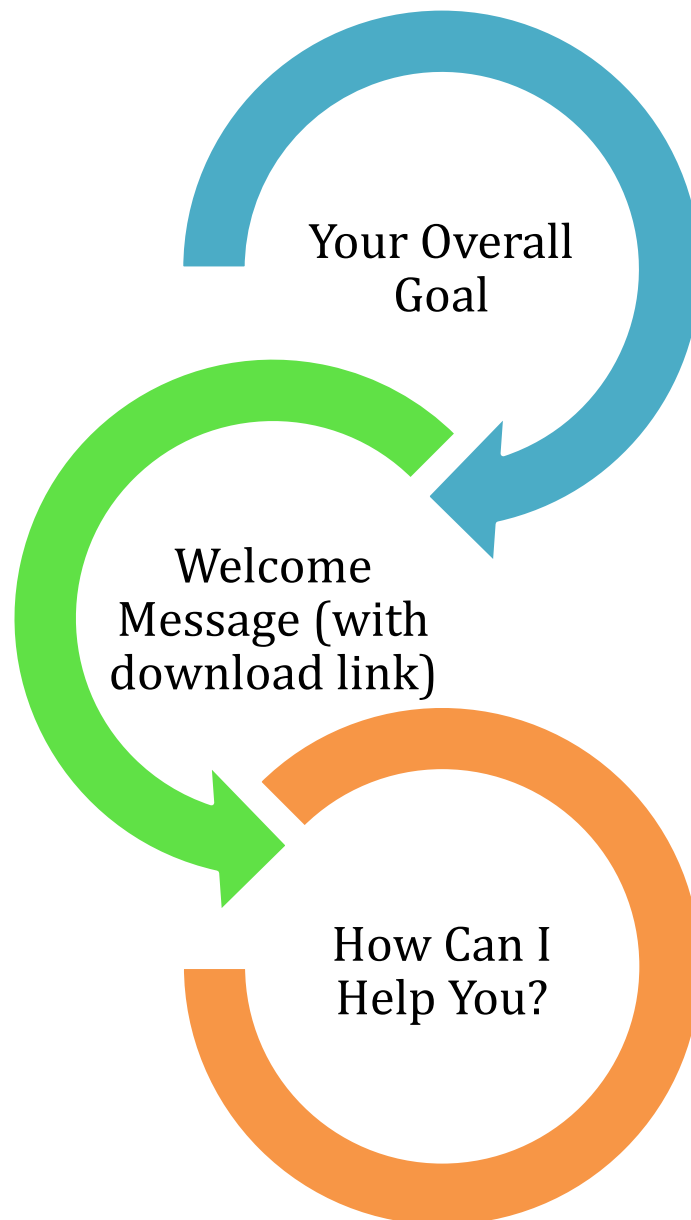 Your Overall
Goal
Welcome
Message (with
download link)
How Can I
Help You?